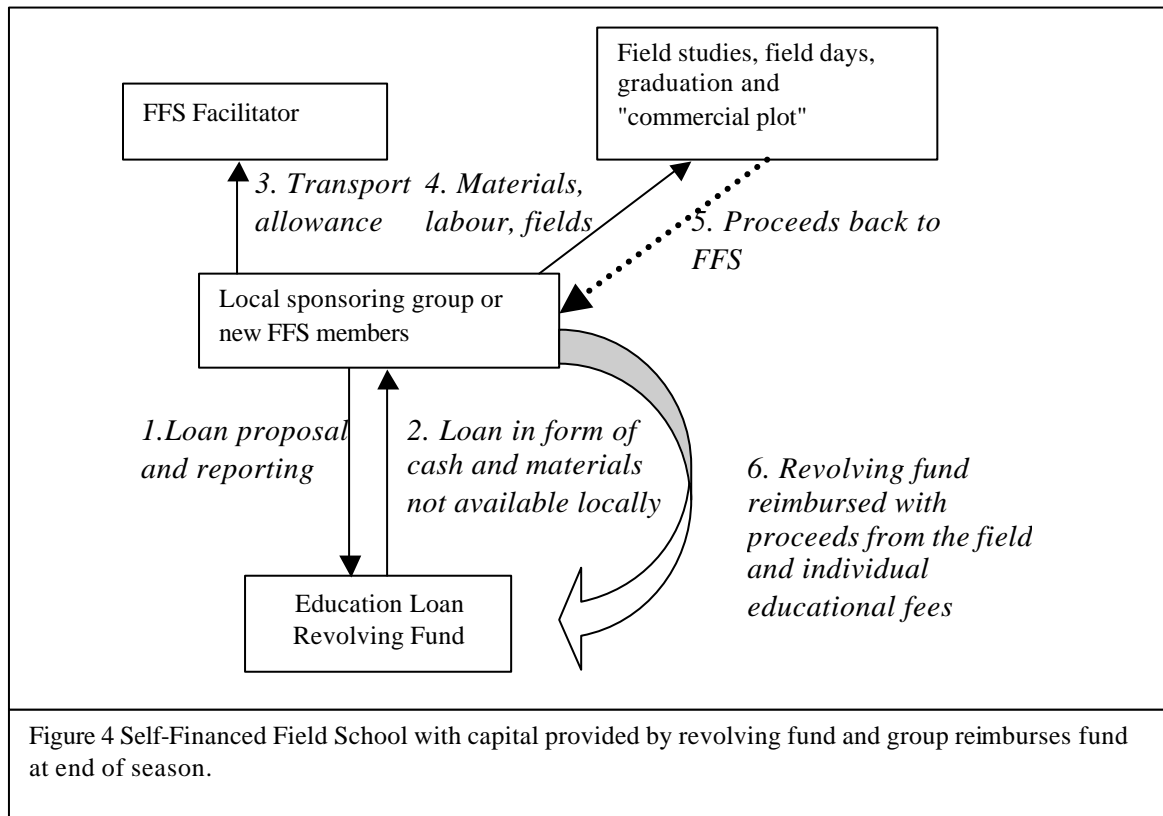 Field studies, field days,
graduation and
"commercial plot"
FFS Facilitator
3. Transport
allowance
4. Materials,
labour, fields
5. Proceeds back to
FFS
Local sponsoring group or
new FFS members
1.Loan proposal
and reporting
2. Loan in form of
cash and materials
not available locally
6. Revolving fund
reimbursed with
proceeds from the field
and individual
educational fees
Education Loan
Revolving Fund
Figure 4 Self-Financed Field School with capital provided by revolving fund and group reimburses fund
at end of season.